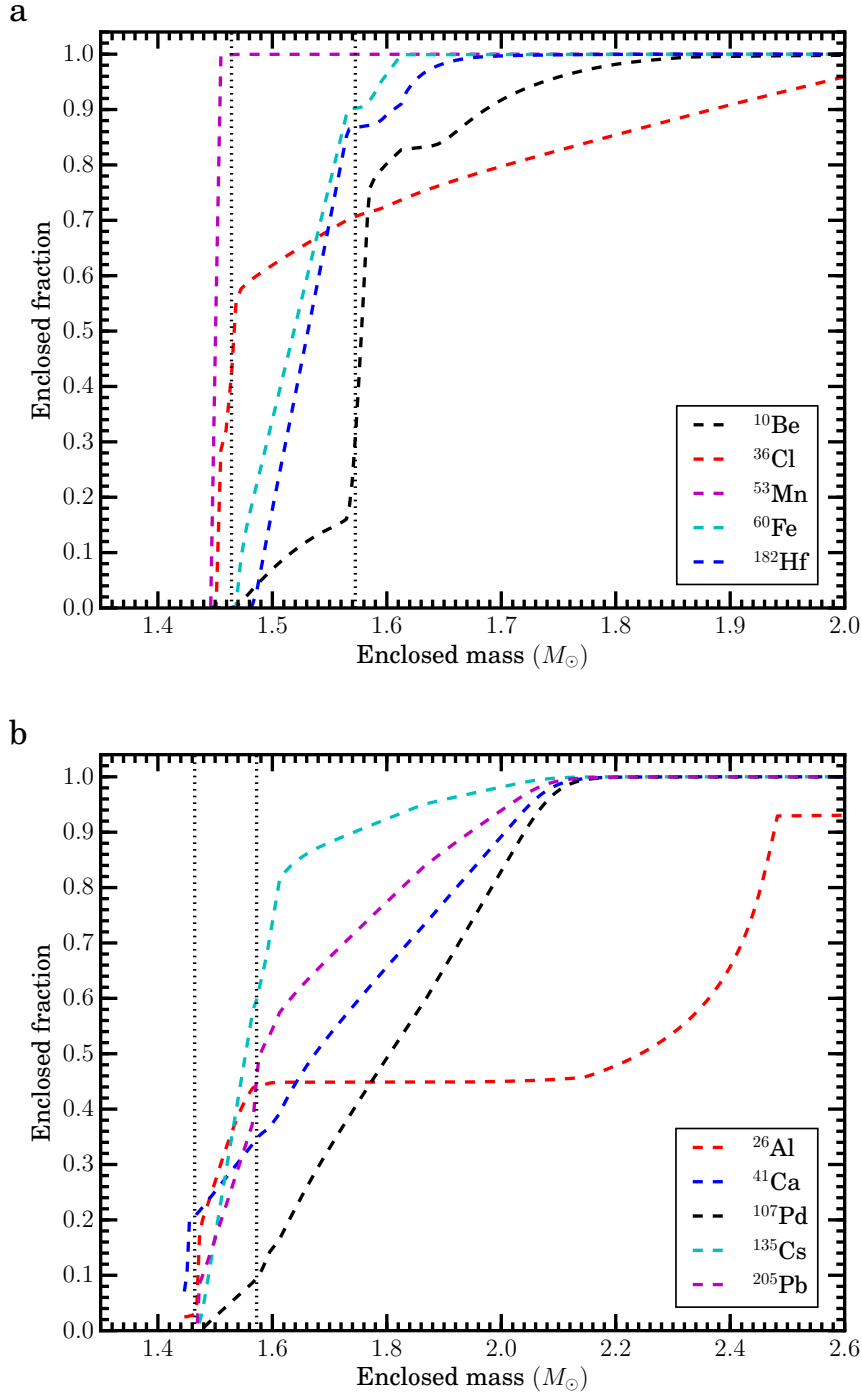 a
1.0
0.9
0.8
0.7
0.6
0.5
0.4
0.3
0.2
0.1
0.0
Enclosed fraction
¹⁰Be
³⁶Cl
⁵³Mn
⁶⁰Fe
¹⁸²Hf
1.4 1.5 1.6 1.7 1.8 1.9 2.0
Enclosed mass (M⊙)
b
1.0
0.9
0.8
0.7
0.6
0.5
0.4
0.3
0.2
0.1
0.0
Enclosed fraction
²⁶Al
⁴¹Ca
¹⁰⁷Pd
¹³⁵Cs
²⁰⁵Pb
1.4 1.6 1.8 2.0 2.2 2.4 2.6
Enclosed mass (M⊙)